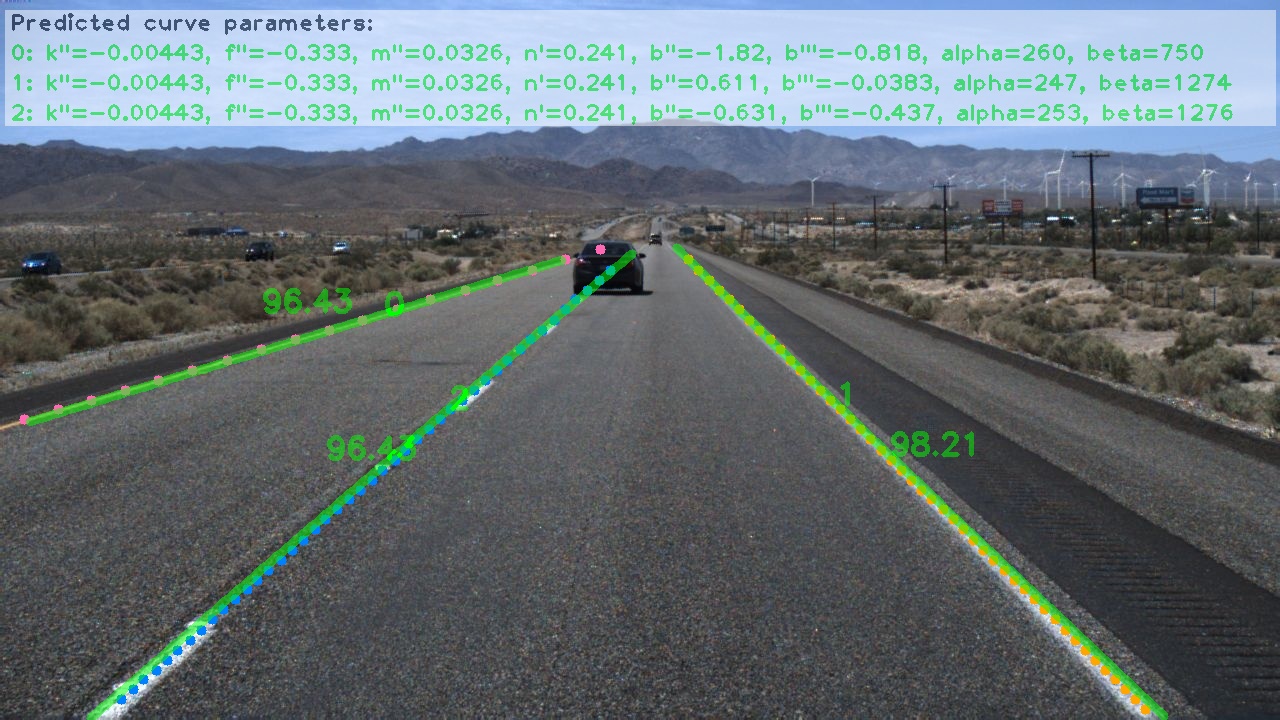 Predicted curve parameters:
0: k''=-0.00443, f''=-0.333, m''=0.0326, n'=0.241, b''=-1.82, b'''=-0.818, alpha=260, beta=750
1: k''=-0.00443, f''=-0.333, m''=0.0326, n'=0.241, b''=0.611, b'''=-0.0383, alpha=247, beta=1274
2: k''=-0.00443, f''=-0.333, m''=0.0326, n'=0.241, b''=-0.631, b'''=-0.437, alpha=253, beta=1276
96.43 0
2 1
96.43 98.21